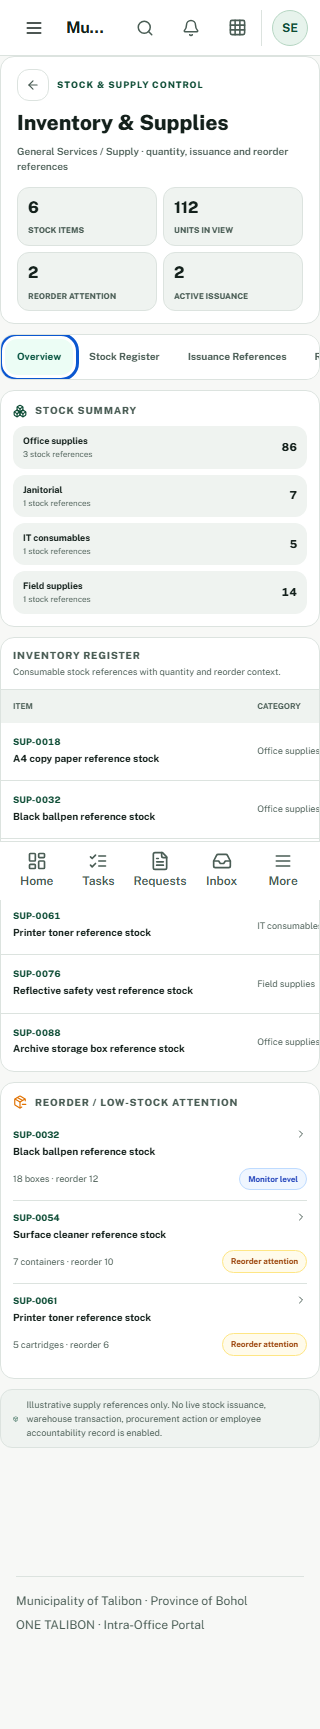 Mu...
SE
STOCK & SUPPLY CONTROL
Inventory & Supplies
General Services / Supply · quantity, issuance and reorder
references
6
STOCK ITEMS
112
UNITS IN VIEW
2
REORDER ATTENTION
2
ACTIVE ISSUANCE
Overview
Stock Register
Issuance References
STOCK SUMMARY
Office supplies
3 stock references
86
Janitorial
1 stock references
7
IT consumables
1 stock references
5
Field supplies
1 stock references
14
INVENTORY REGISTER
Consumable stock references with quantity and reorder context.
ITEM
CATEGORY
SUP-0018
A4 copy paper reference stock
Office supplies
SUP-0032
Black ballpen reference stock
Office supplies
Home
Tasks
Requests
Inbox
More
SUP-0061
Printer toner reference stock
IT consumables
SUP-0076
Reflective safety vest reference stock
Field supplies
SUP-0088
Archive storage box reference stock
Office supplies
REORDER / LOW-STOCK ATTENTION
SUP-0032
Black ballpen reference stock
18 boxes · reorder 12
Monitor level
SUP-0054
Surface cleaner reference stock
7 containers · reorder 10
Reorder attention
SUP-0061
Printer toner reference stock
5 cartridges · reorder 6
Reorder attention
Illustrative supply references only. No live stock issuance,
warehouse transaction, procurement action or employee
accountability record is enabled.
Municipality of Talibon · Province of Bohol
ONE TALIBON · Intra-Office Portal